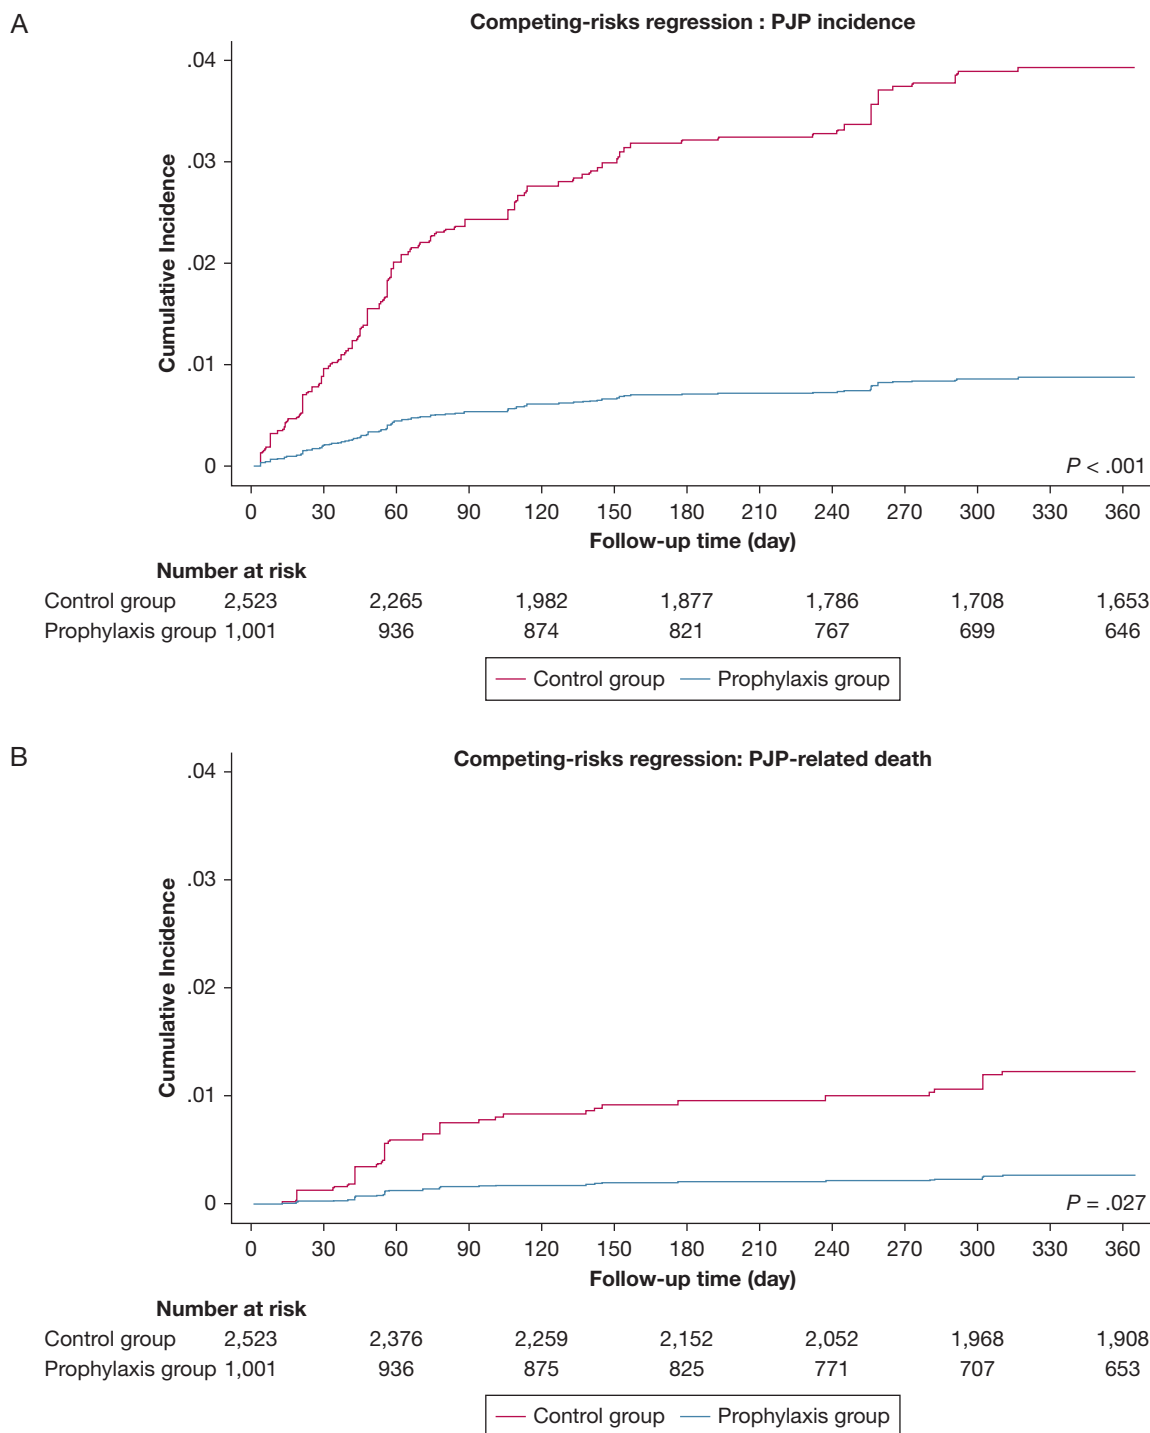 A
Competing-risks regression : PJP incidence
.04
.03
.02
.01
0
Cumulative Incidence
P < .001
0 30 60 90 120 150 180 210 240 270 300 330 360
Follow-up time (day)
Number at risk
Control group 2,523 2,265 1,982 1,877 1,786 1,708 1,653
Prophylaxis group 1,001 936 874 821 767 699 646
Control group Prophylaxis group
B
Competing-risks regression: PJP-related death
.04
.03
.02
.01
0
Cumulative Incidence
P = .027
0 30 60 90 120 150 180 210 240 270 300 330 360
Follow-up time (day)
Number at risk
Control group 2,523 2,376 2,259 2,152 2,052 1,968 1,908
Prophylaxis group 1,001 936 875 825 771 707 653
Control group Prophylaxis group